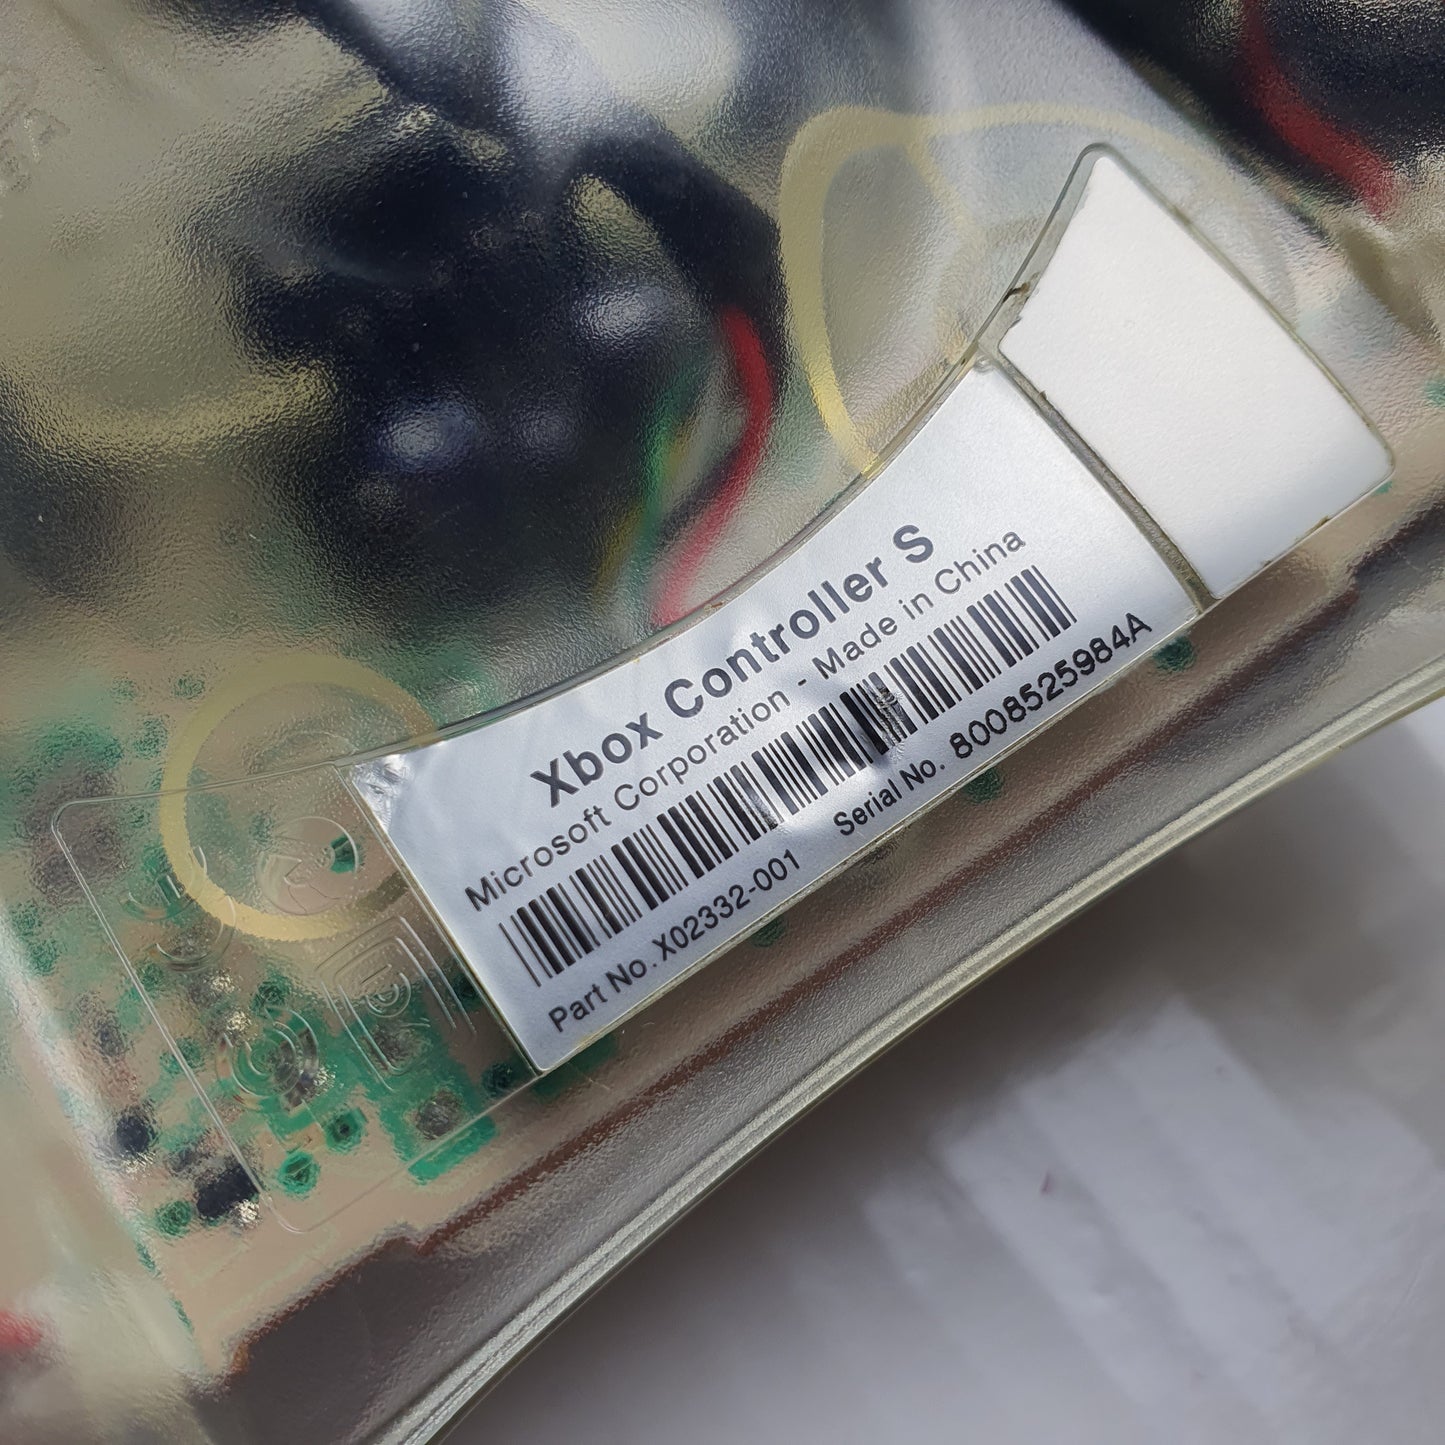 Xbox Controller S
Microsoft Corporation - Made in China
Part No. X02332-001 Serial No. 8008525984A